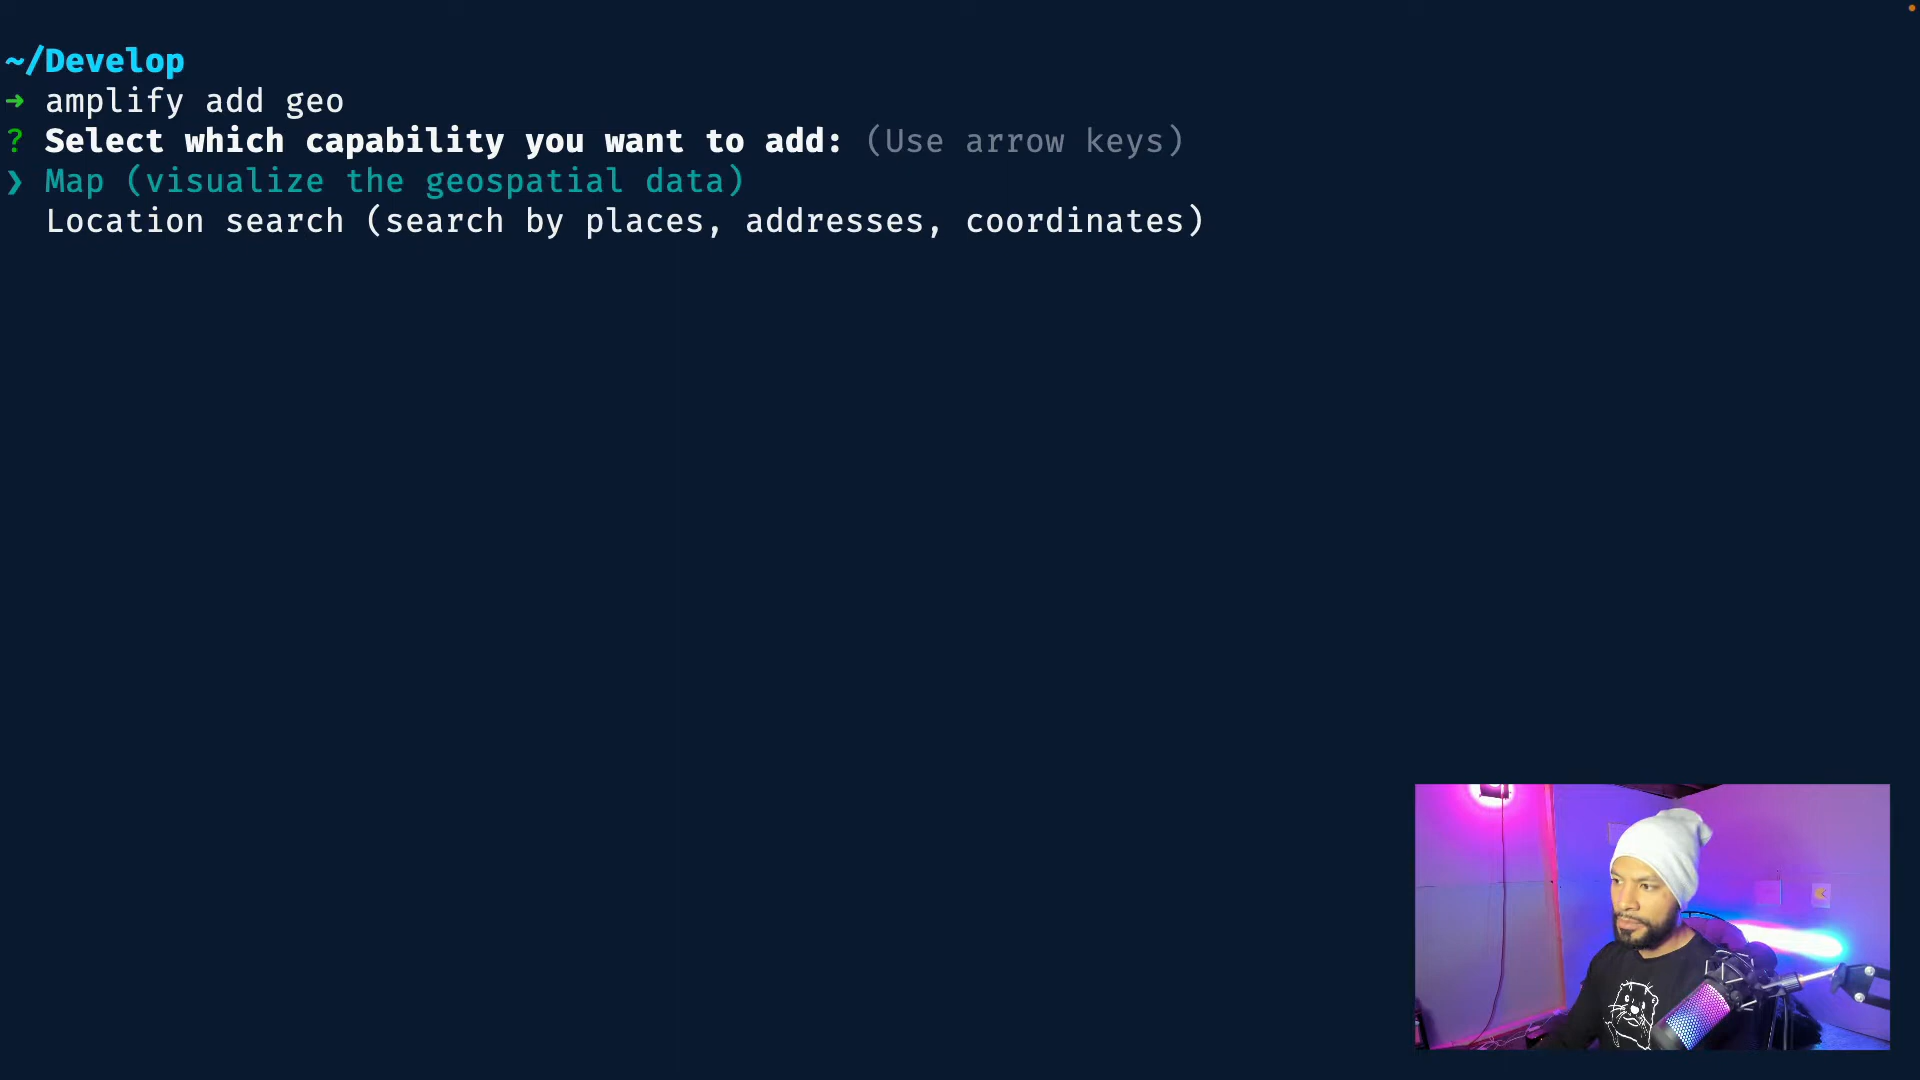 ~/Develop
➜ amplify add geo
? Select which capability you want to add: (Use arrow keys)
❯ Map (visualize the geospatial data)
Location search (search by places, addresses, coordinates)